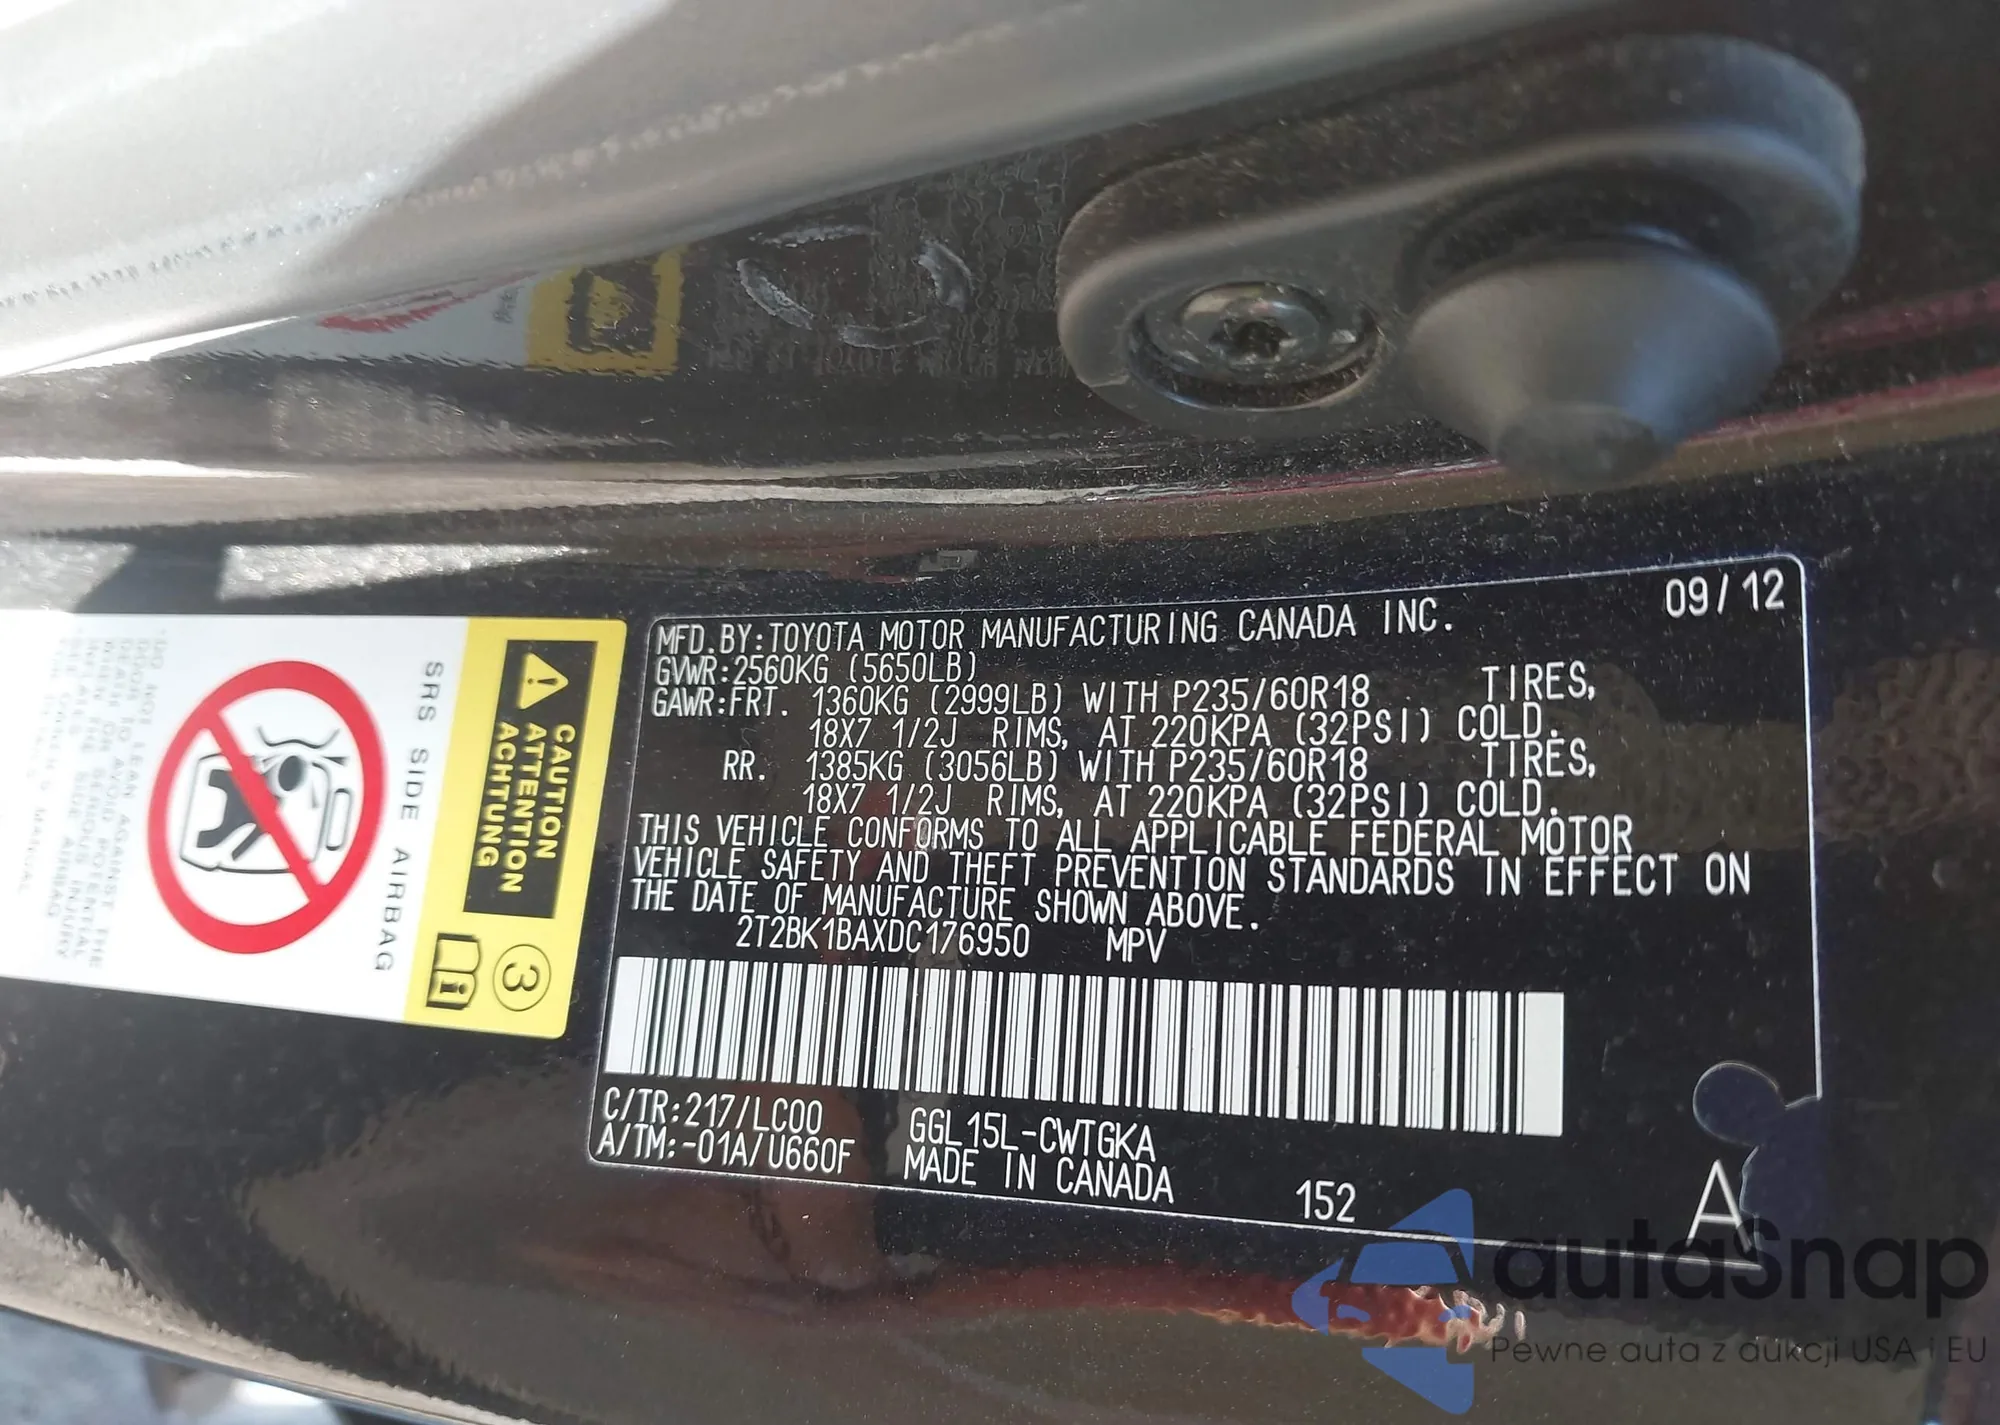 09/12
MFD.BY:TOYOTA MOTOR MANUFACTURING CANADA INC.
GVWR:2560KG (5650LB)
GAWR:FRT. 1360KG (2999LB) WITH P235/60R18 TIRES,
18X7 1/2J RIMS, AT 220KPA (32PSI) COLD.
RR. 1385KG (3056LB) WITH P235/60R18 TIRES,
18X7 1/2J RIMS, AT 220KPA (32PSI) COLD.
THIS VEHICLE CONFORMS TO ALL APPLICABLE FEDERAL MOTOR
VEHICLE SAFETY AND THEFT PREVENTION STANDARDS IN EFFECT ON
THE DATE OF MANUFACTURE SHOWN ABOVE.
2T2BK1BAXDC176950 MPV
C/TR:217/LC00 GGL15L-CWTGKA
A/TM:-01A/U660F MADE IN CANADA
152
A
CAUTION
ATTENTION
ACHTUNG
3
i
SRS SIDE AIRBAG
autoSnap
Pewne auta z aukcji USA i EU